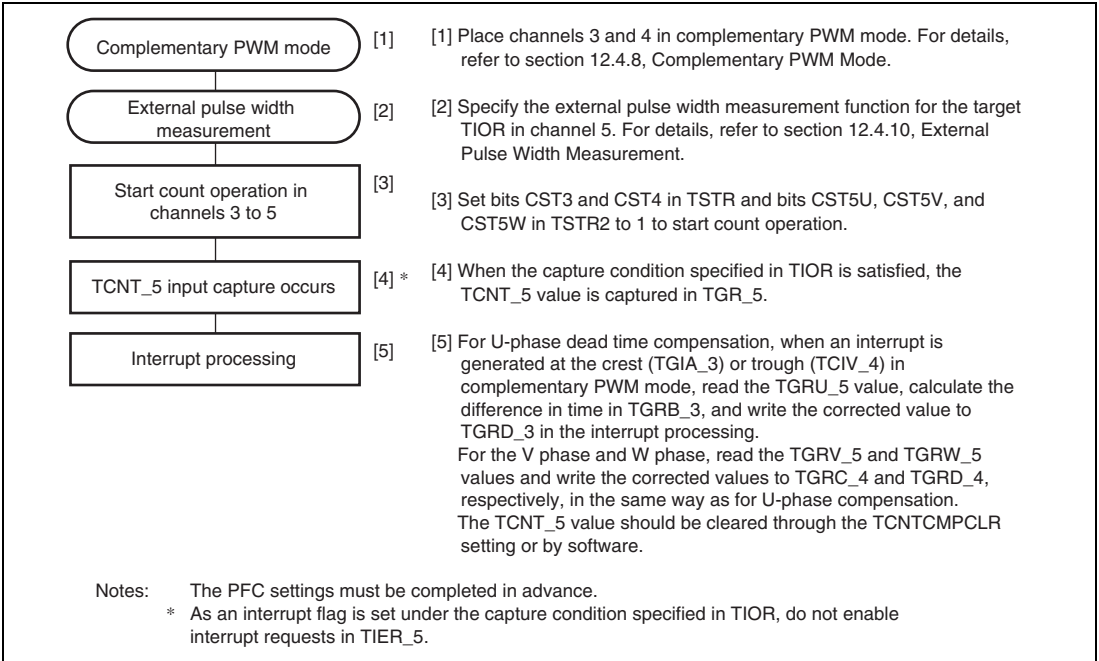 Complementary PWM mode
[1]
[1] Place channels 3 and 4 in complementary PWM mode. For details,
refer to section 12.4.8, Complementary PWM Mode.
External pulse width
measurement
[2]
[2] Specify the external pulse width measurement function for the target
TIOR in channel 5. For details, refer to section 12.4.10, External
Pulse Width Measurement.
Start count operation in
channels 3 to 5
[3]
[3] Set bits CST3 and CST4 in TSTR and bits CST5U, CST5V, and
CST5W in TSTR2 to 1 to start count operation.
TCNT_5 input capture occurs
[4] *
[4] When the capture condition specified in TIOR is satisfied, the
TCNT_5 value is captured in TGR_5.
Interrupt processing
[5]
[5] For U-phase dead time compensation, when an interrupt is
generated at the crest (TGIA_3) or trough (TCIV_4) in
complementary PWM mode, read the TGRU_5 value, calculate the
difference in time in TGRB_3, and write the corrected value to
TGRD_3 in the interrupt processing.
For the V phase and W phase, read the TGRV_5 and TGRW_5
values and write the corrected values to TGRC_4 and TGRD_4,
respectively, in the same way as for U-phase compensation.
The TCNT_5 value should be cleared through the TCNTCMPCLR
setting or by software.
Notes: The PFC settings must be completed in advance.
* As an interrupt flag is set under the capture condition specified in TIOR, do not enable
interrupt requests in TIER_5.